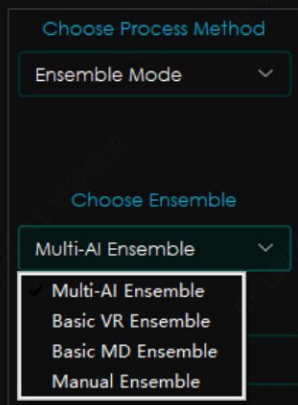 Choose Process Method
Ensemble Mode
Choose Ensemble
Multi-AI Ensemble
Multi-AI Ensemble
Basic VR Ensemble
Basic MD Ensemble
Manual Ensemble